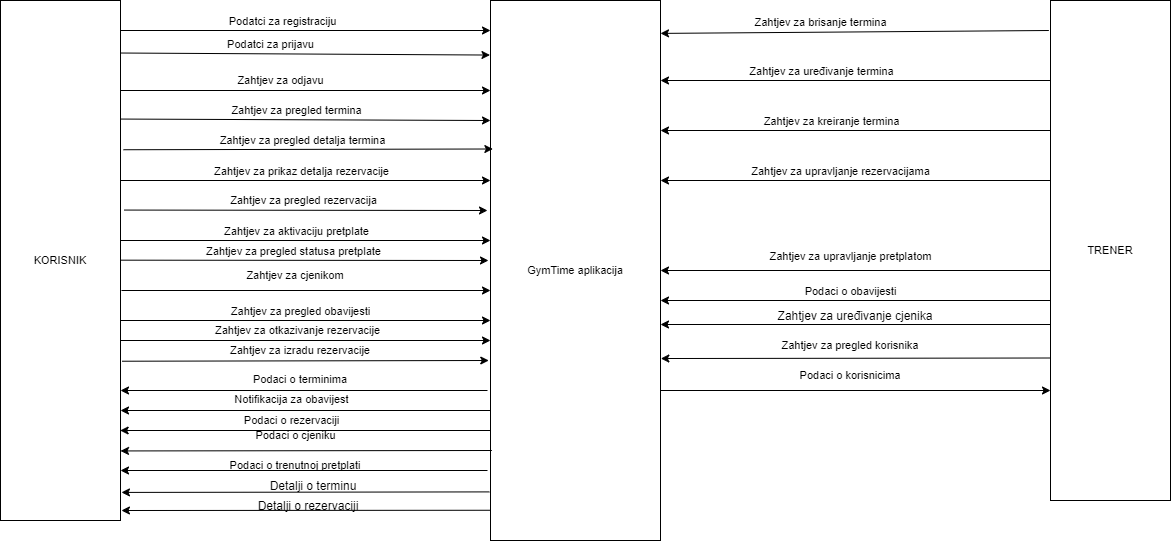 KORISNIK
Podatci za registraciju
Podatci za prijavu
Zahtjev za odjavu
Zahtjev za pregled termina
Zahtjev za pregled detalja termina
Zahtjev za prikaz detalja rezervacije
Zahtjev za pregled rezervacija
Zahtjev za aktivaciju pretplate
Zahtjev za pregled statusa pretplate
Zahtjev za cjenikom
Zahtjev za pregled obavijesti
Zahtjev za otkazivanje rezervacije
Zahtjev za izradu rezervacije
Podaci o terminima
Notifikacija za obavijest
Podaci o rezervaciji
Podaci o cjeniku
Podaci o trenutnoj pretplati
Detalji o terminu
Detalji o rezervaciji
GymTime aplikacija
Zahtjev za brisanje termina
Zahtjev za uređivanje termina
Zahtjev za kreiranje termina
Zahtjev za upravljanje rezervacijama
Zahtjev za upravljanje pretplatom
Podaci o obavijesti
Zahtjev za uređivanje cjenika
Zahtjev za pregled korisnika
Podaci o korisnicima
TRENER